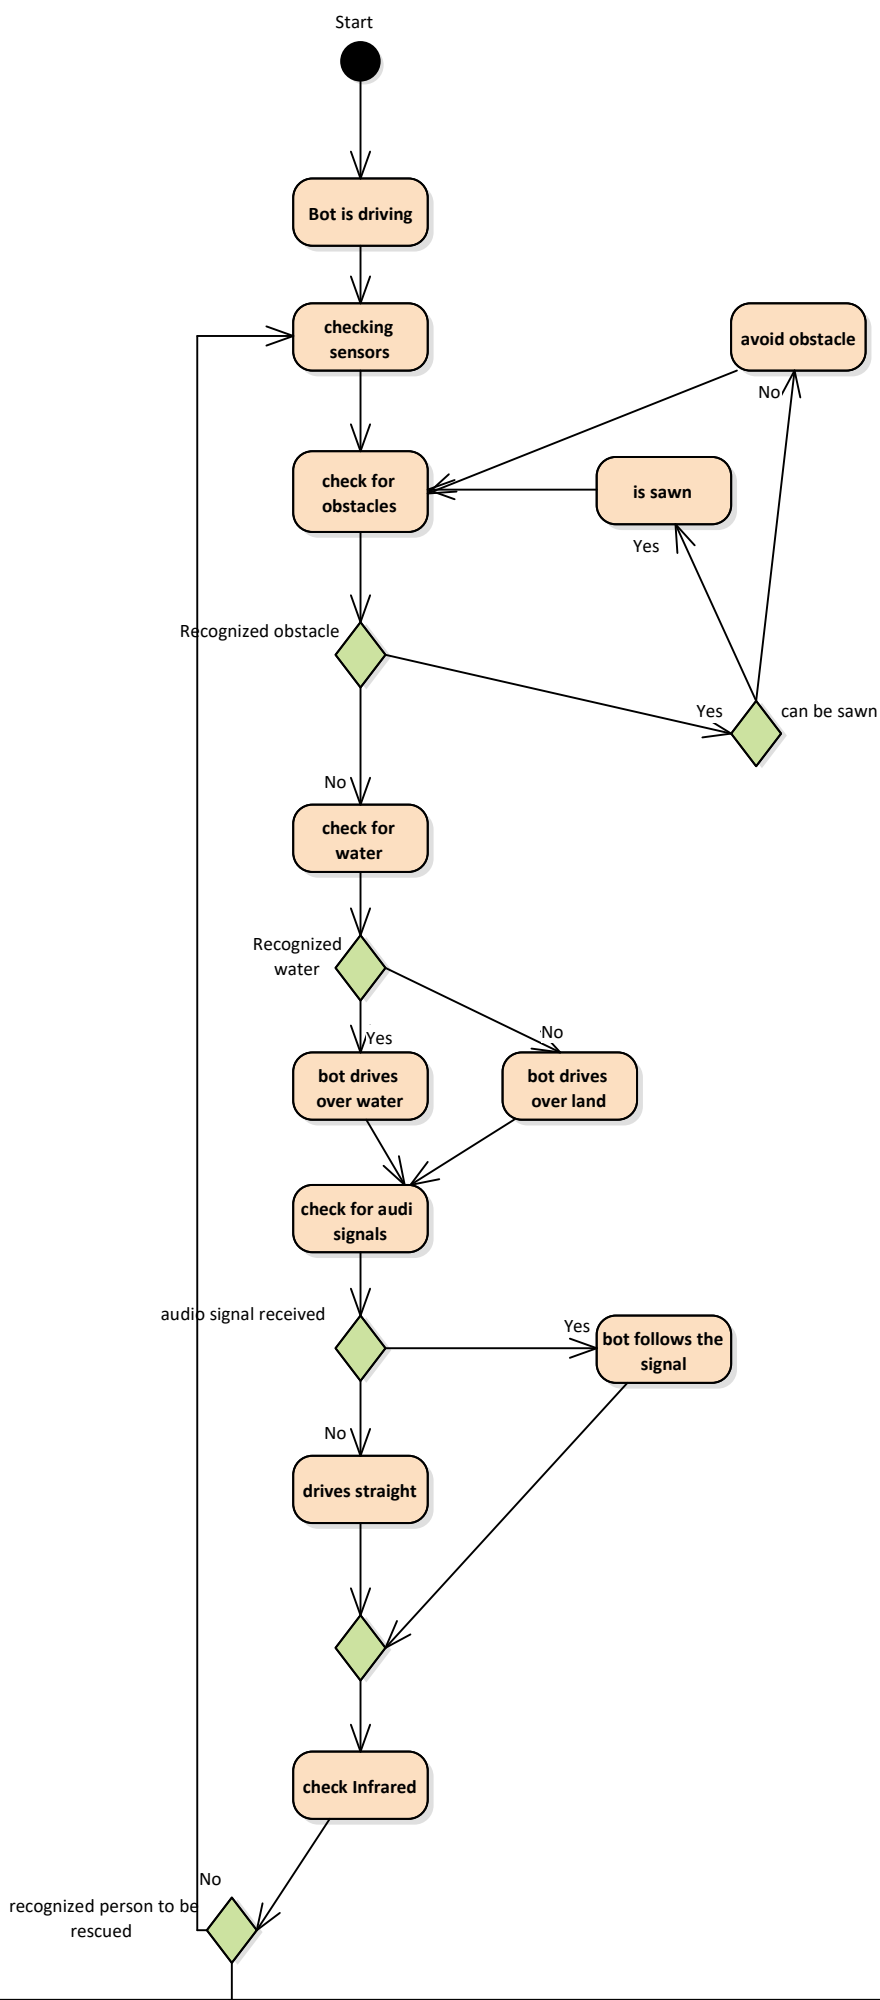 Start
Bot is driving
checking
sensors
avoid obstacle
No
check for
obstacles
is sawn
Yes
Recognized obstacle
Yes
can be sawn
No
check for
water
Recognized
water
Yes
No
bot drives
over water
bot drives
over land
check for audi
signals
audio signal received
Yes
bot follows the
signal
No
drives straight
check Infrared
No
recognized person to be
rescued